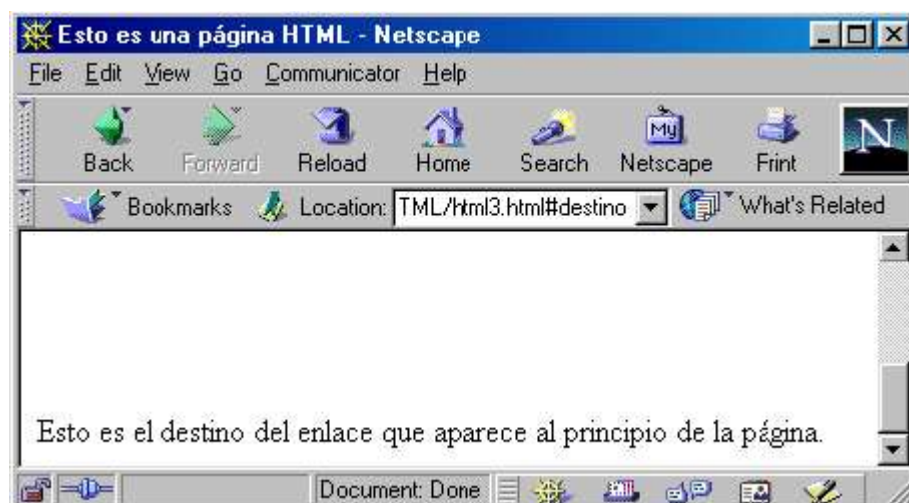 Esto es una página HTML - Netscape
File Edit View Go Communicator Help
My N
Back Forward Reload Home Search Netscape Print
Bookmarks Location: TML/html3.html#destino What's Related
Esto es el destino del enlace que aparece al principio de la página.
Document: Done